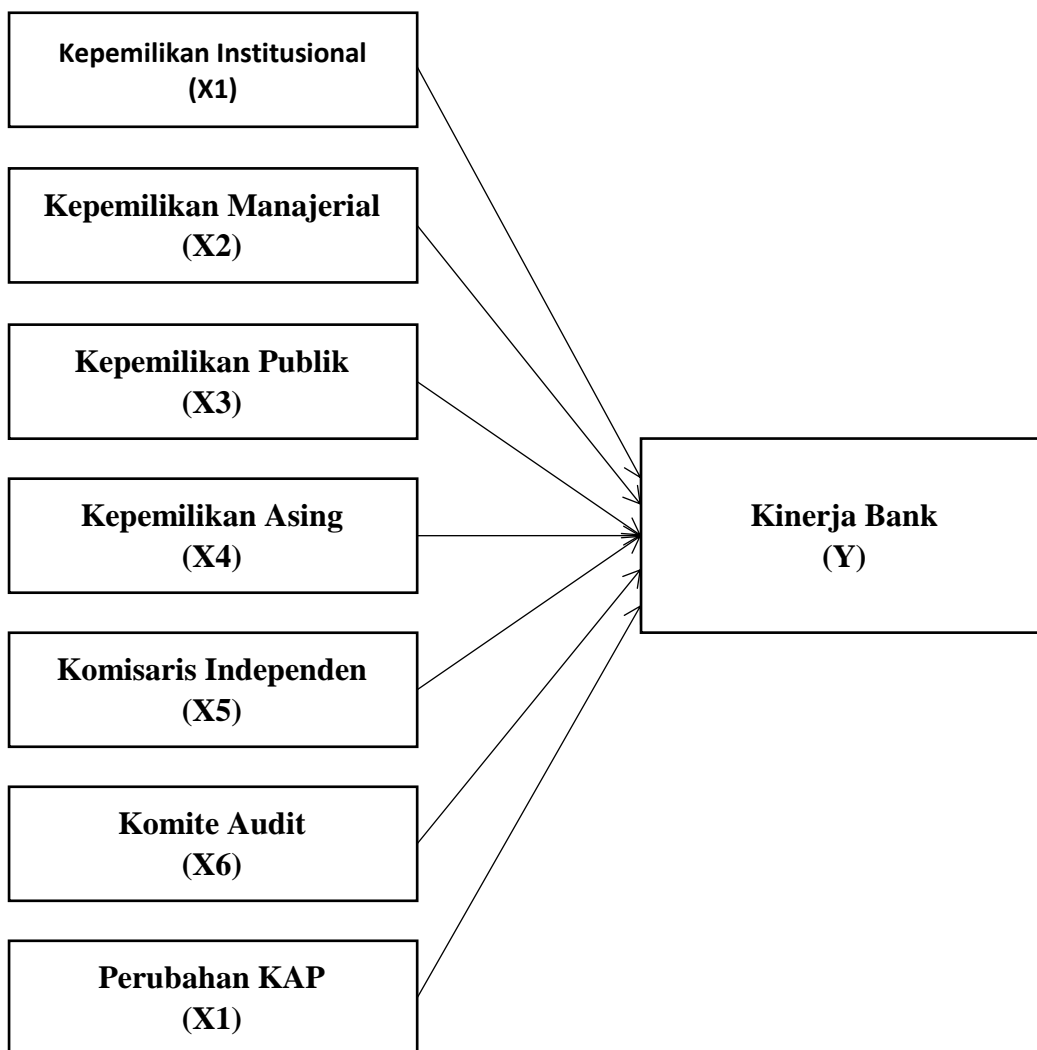 Kepemilikan Institusional
(X1)
Kepemilikan Manajerial
(X2)
Kepemilikan Publik
(X3)
Kepemilikan Asing
(X4)
Komisaris Independen
(X5)
Komite Audit
(X6)
Perubahan KAP
(X1)
Kinerja Bank
(Y)